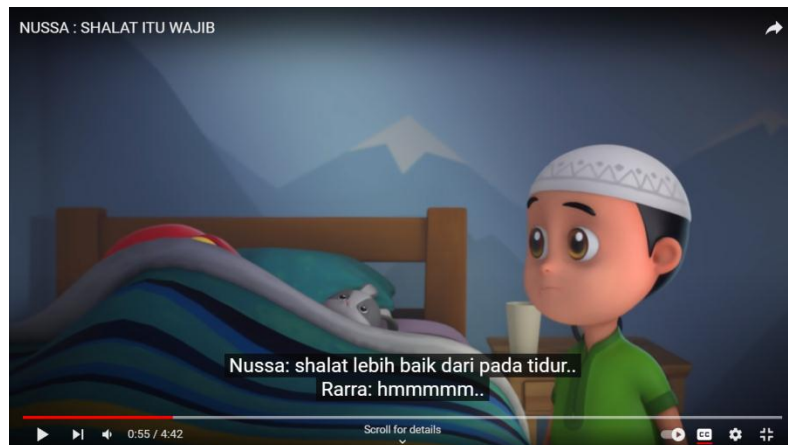 NUSSA : SHALAT ITU WAJIB
Nussa: shalat lebih baik dari pada tidur..
Rarra: hmmmmm..
0:55 / 4:42
Scroll for details
CC